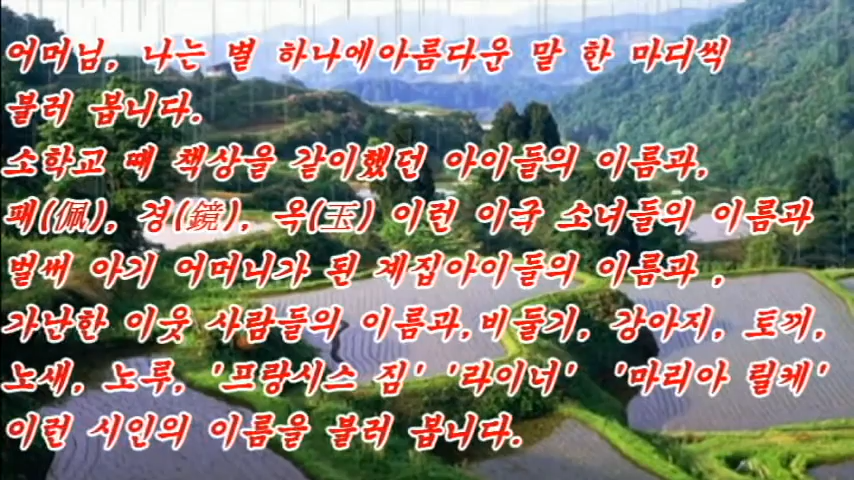 어머님, 나는 별 하나에아름다운 말 한 마디씩
불러 봅니다.
소학교 때 책상을 같이했던 아이들의 이름과,
패(佩), 경(鏡), 옥(玉) 이런 이국 소녀들의 이름과
벌써 아기 어머니가 된 계집아이들의 이름과 ,
가난한 이웃 사람들의 이름과,비둘기, 강아지, 토끼,
노새, 노루, '프랑시스 짐' '라이너' '마리아 릴케'
이런 시인의 이름을 불러 봅니다.